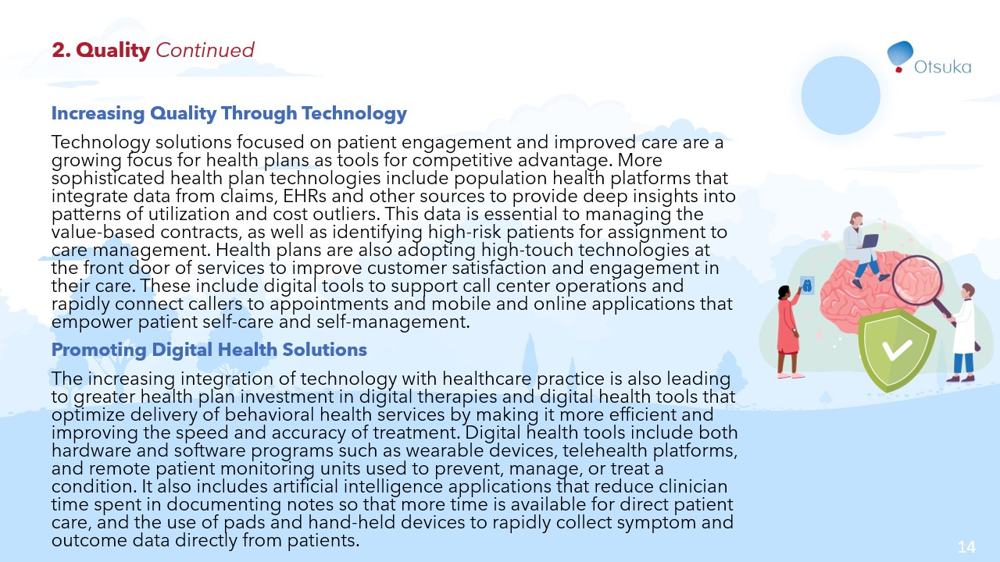 2. Quality Continued
Otsuka
Increasing Quality Through Technology
Technology solutions focused on patient engagement and improved care are a
growing focus for health plans as tools for competitive advantage. More
sophisticated health plan technologies include population health platforms that
integrate data from claims, EHRs and other sources to provide deep insights into
patterns of utilization and cost outliers. This data is essential to managing the
value-based contracts, as well as identifying high-risk patients for assignment to
care management. Health plans are also adopting high-touch technologies at
the front door of services to improve customer satisfaction and engagement in
their care. These include digital tools to support call center operations and
rapidly connect callers to appointments and mobile and online applications that
empower patient self-care and self-management.
Promoting Digital Health Solutions
The increasing integration of technology with healthcare practice is also leading
to greater health plan investment in digital therapies and digital health tools that
optimize delivery of behavioral health services by making it more efficient and
improving the speed and accuracy of treatment. Digital health tools include both
hardware and software programs such as wearable devices, telehealth platforms,
and remote patient monitoring units used to prevent, manage, or treat a
condition. It also includes artificial intelligence applications that reduce clinician
time spent in documenting notes so that more time is available for direct patient
care, and the use of pads and hand-held devices to rapidly collect symptom and
outcome data directly from patients.
14